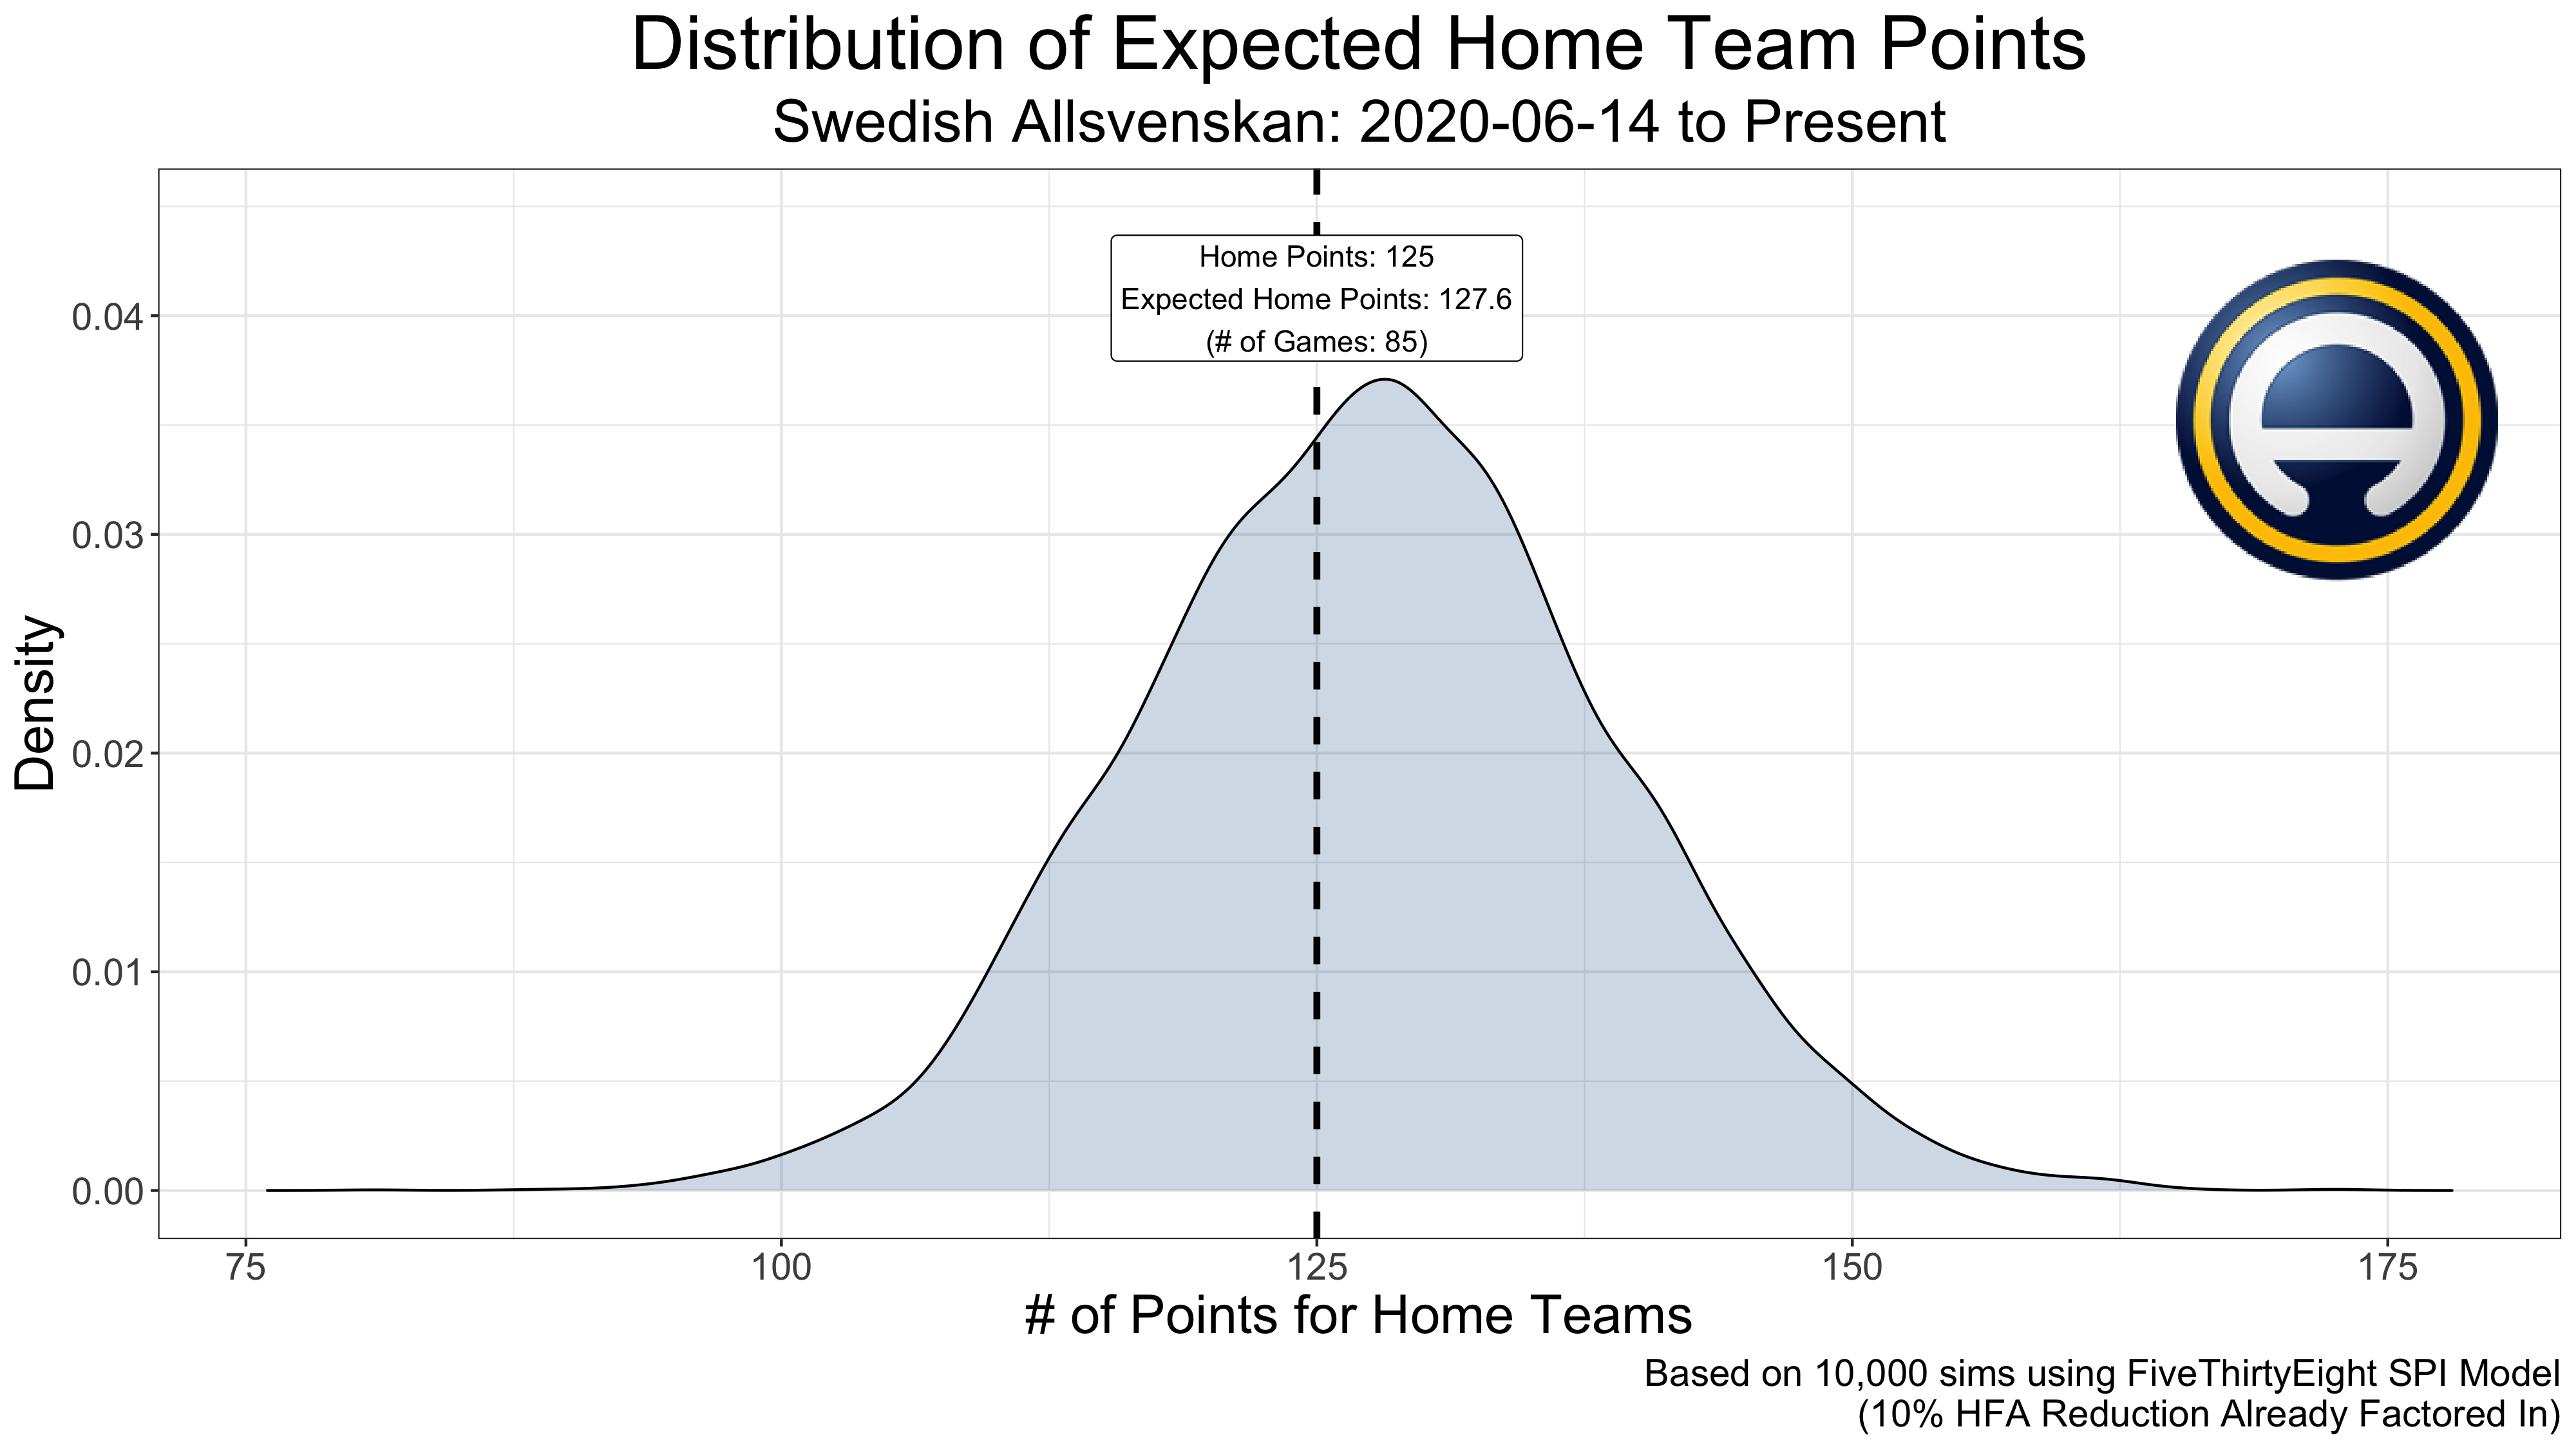 Distribution of Expected Home Team Points
Swedish Allsvenskan: 2020-06-14 to Present
Home Points: 125
Expected Home Points: 127.6
(# of Games: 85)
Density
0.04
0.03
0.02
0.01
0.00
75 100 125 150 175
# of Points for Home Teams
Based on 10,000 sims using FiveThirtyEight SPI Model
(10% HFA Reduction Already Factored In)